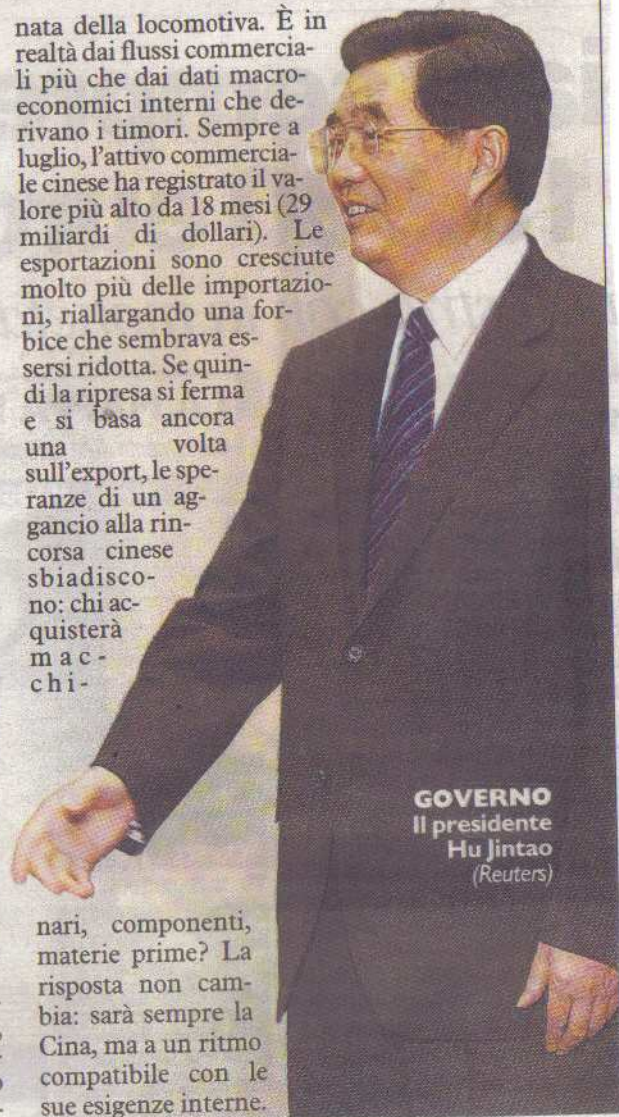 nata della locomotiva. È in
realtà dai flussi commercia-
li più che dai dati macro-
economici interni che de-
rivano i timori. Sempre a
luglio, l'attivo commercia-
le cinese ha registrato il va-
lore più alto da 18 mesi (29
miliardi di dollari). Le
esportazioni sono cresciute
molto più delle importazio-
ni, riallargando una for-
bice che sembrava es-
sersi ridotta. Se quin-
di la ripresa si ferma
e si basa ancora
una volta
sull'export, le spe-
ranze di un ag-
gancio alla rin-
corsa cinese
sbiadisco-
no: chi ac-
quisterà
mac-
chi-
nari, componenti,
materie prime? La
risposta non cam-
bia: sarà sempre la
Cina, ma a un ritmo
compatibile con le
sue esigenze interne.
GOVERNO
Il presidente
Hu Jintao
(Reuters)